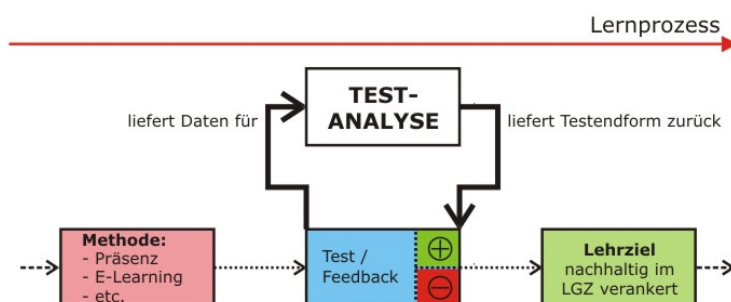 Lernprozess
TEST-
ANALYSE
liefert Daten für
liefert Testendform zurück
Methode:
- Präsenz
- E-Learning
- etc.
Test /
Feedback
+
−
Lehrziel
nachhaltig im
LGZ verankert